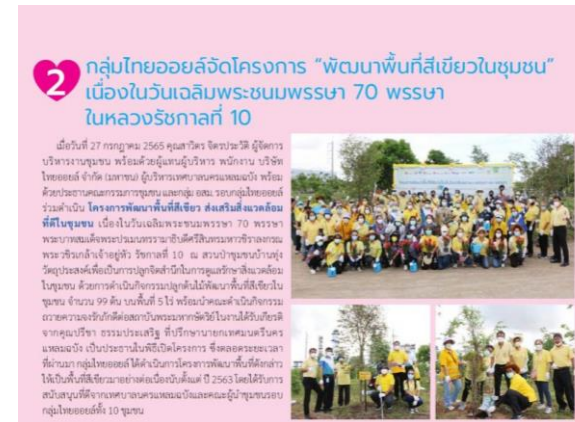 2
กลุ่มไทยออยล์จัดโครงการ “พัฒนาพื้นที่สีเขียวในชุมชน”
เนื่องในวันเฉลิมพระชนมพรรษา 70 พรรษา
ในหลวงรัชกาลที่ 10
เมื่อวันที่ 27 กรกฎาคม 2565 คุณสาวิตร จิตรประวัติ ผู้จัดการ
บริหารงานชุมชน พร้อมด้วยผู้แทนผู้บริหาร พนักงาน บริษัท
ไทยออยล์ จำกัด (มหาชน) ผู้บริหารเทศบาลนครแหลมฉบัง พร้อม
ด้วยประธานคณะกรรมการชุมชน และกลุ่ม อสม. รอบกลุ่มไทยออยล์
ร่วมดำเนิน โครงการพัฒนาพื้นที่สีเขียว ส่งเสริมสิ่งแวดล้อม
ที่ดีในชุมชน เนื่องในวันเฉลิมพระชนมพรรษา 70 พรรษา
พระบาทสมเด็จพระปรเมนทรรามาธิบดีศรีสินทรมหาวชิราลงกรณ
พระวชิรเกล้าเจ้าอยู่หัว รัชกาลที่ 10 ณ สวนป่าชุมชนบ้านทุ่ง
วัตถุประสงค์เพื่อเป็นการปลูกจิตสำนึกในการดูแลรักษาสิ่งแวดล้อม
ในชุมชน ด้วยการดำเนินกิจกรรมปลูกต้นไม้พัฒนาพื้นที่สีเขียวใน
ชุมชน จำนวน 99 ต้น บนพื้นที่ 5 ไร่ พร้อมนำคณะดำเนินกิจกรรม
ถวายความจงรักภักดีต่อสถาบันพระมหากษัตริย์ ในงานได้รับเกียรติ
จากคุณปรีชา ธรรมประเสริฐ ที่ปรึกษานายกเทศมนตรีนคร
แหลมฉบัง เป็นประธานในพิธีเปิดโครงการ ซึ่งตลอดระยะเวลา
ที่ผ่านมา กลุ่มไทยออยล์ ได้ดำเนินการโครงการพัฒนาพื้นที่ดังกล่าว
ให้เป็นพื้นที่สีเขียวมาอย่างต่อเนื่องนับตั้งแต่ ปี 2563 โดยได้รับการ
สนับสนุนที่ดีจากเทศบาลนครแหลมฉบังและคณะผู้นำชุมชนรอบ
กลุ่มไทยออยล์ทั้ง 10 ชุมชน